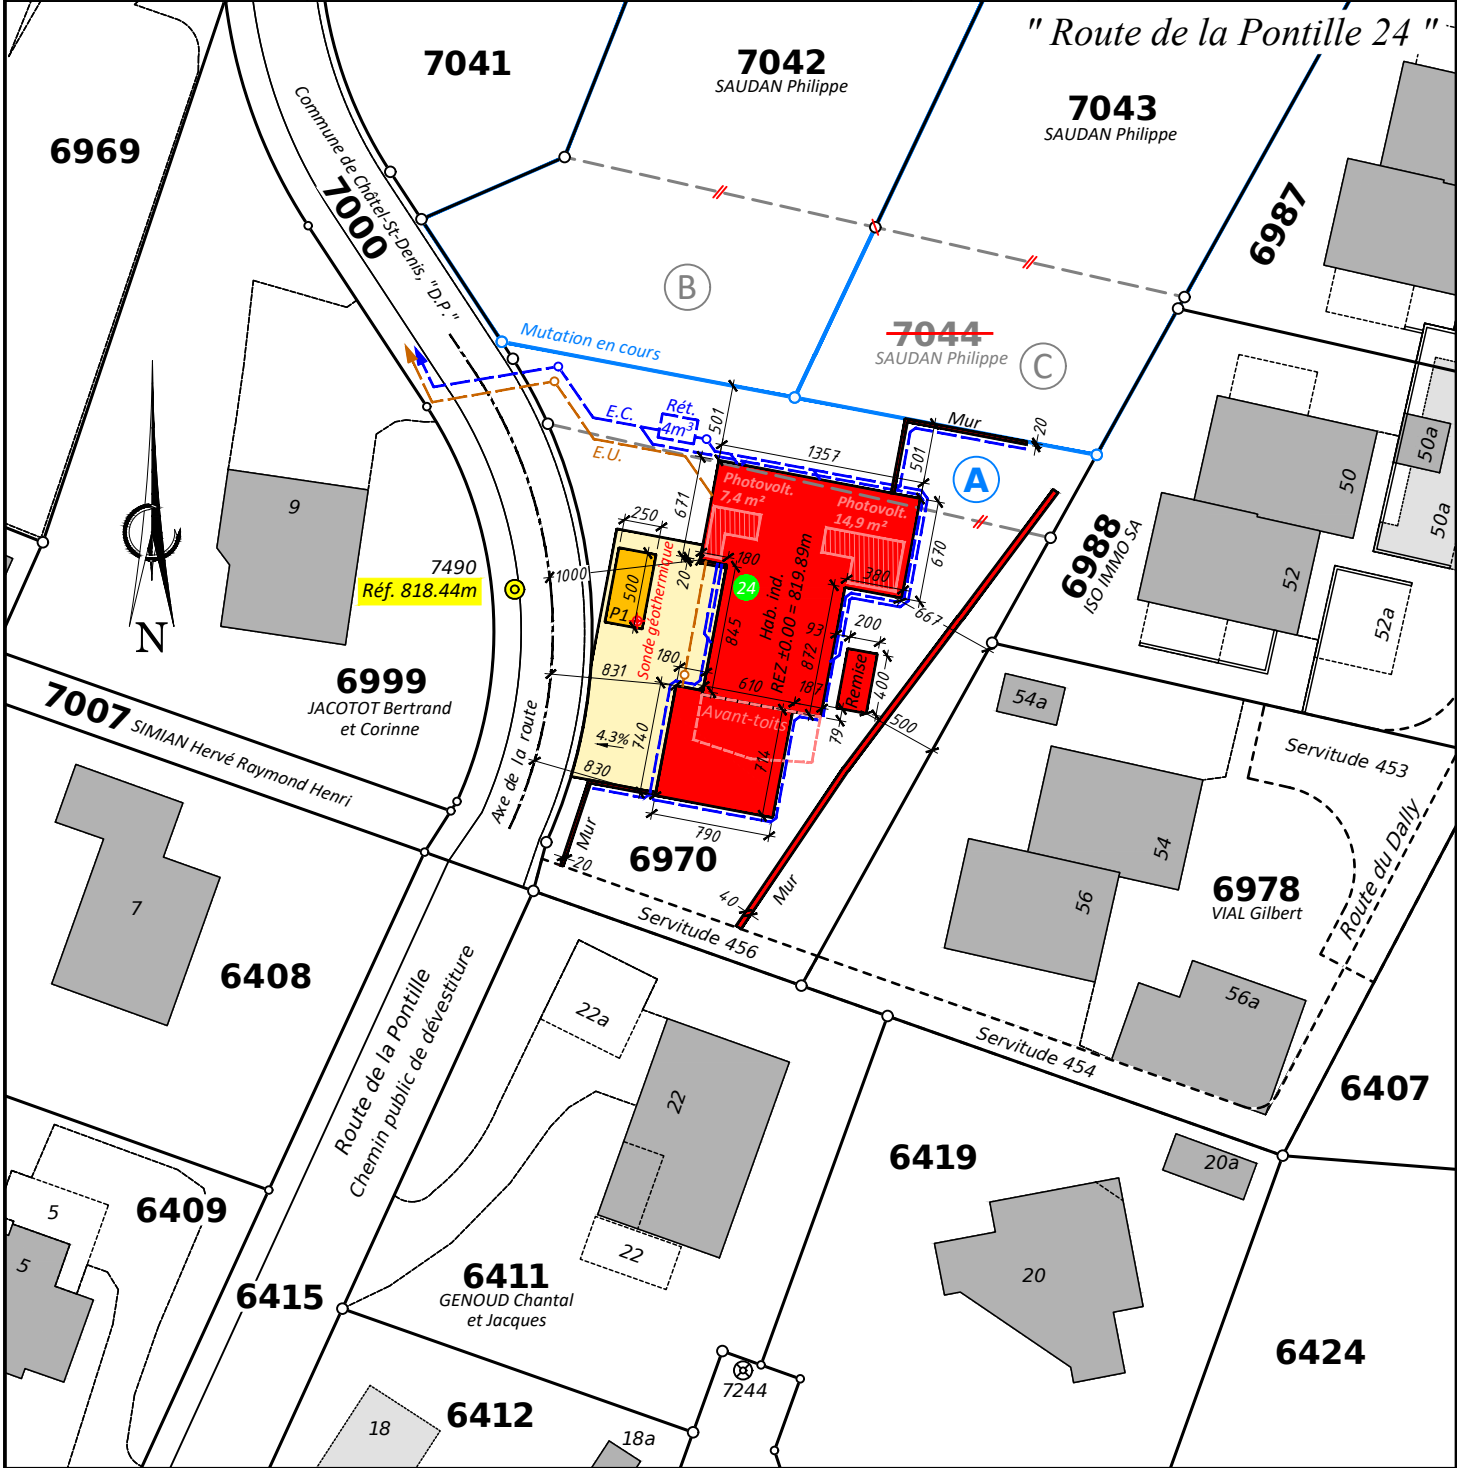 " Route de la Pontille 24 "
7041
7042
SAUDAN Philippe
7043
SAUDAN Philippe
6969
Commune de Châtel-St-Denis, "D.P."
7000
6987
B
7044
SAUDAN Philippe
C
Mutation en cours
E.C.
Rét.
4m³
E.U.
501
1357
Mur
20
501
A
671
Photovolt.
7,4 m²
Photovolt.
14,9 m²
670
250
180
20
1000
500
P1
Sonde géothermique
24
Hab. ind.
REZ ±0.00 = 819.89m
380
667
845
93
872
200
400
Remise
180
831
610
187
79
500
Avant-toits
740
714
4.3%
830
790
Mur
20
6970
40
Mur
9
7490
Réf. 818.44m
N
6999
JACOTOT Bertrand
et Corinne
7007 SIMIAN Hervé Raymond Henri
Axe de la route
50
50a
50a
52
52a
6988
ISO IMMO SA
54a
Servitude 453
54
56
6978
VIAL Gilbert
Route du Dally
56a
Servitude 456
Servitude 454
7
6408
Route de la Pontille
Chemin public de dévestiture
22a
22
22
6407
6419
20a
20
5
5
6409
6415
6411
GENOUD Chantal
et Jacques
6424
7244
6412
18
18a